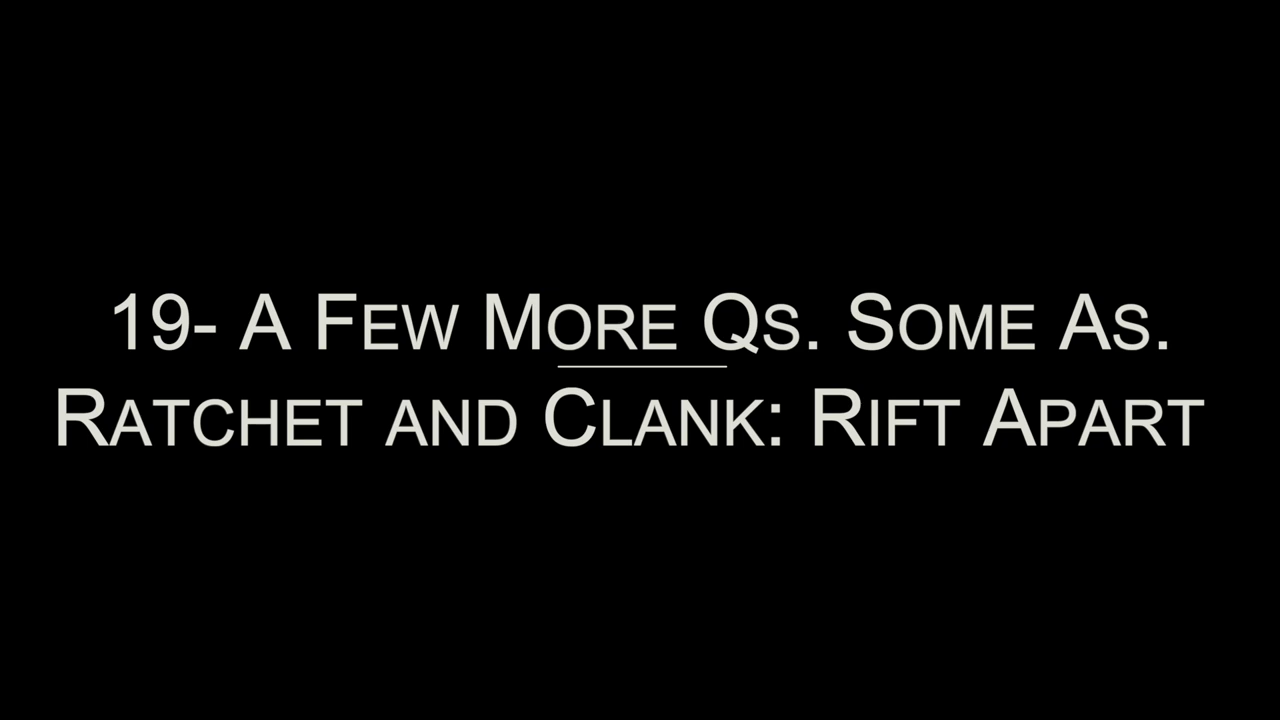 19- A Few More Qs. Some As.
Ratchet and Clank: Rift Apart